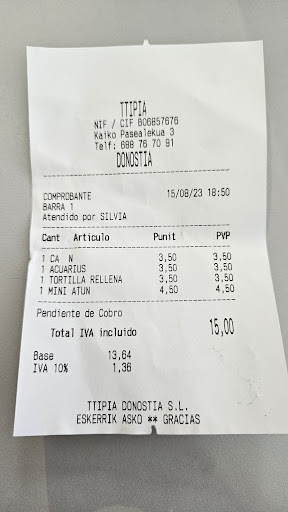 TTIPIA
NIF / CIF B06857676
Kaiko Pasealekua 3
Telf: 688 76 70 91
DONOSTIA
COMPROBANTE 15/08/23 18:50
BARRA 1
Atendido por SILVIA
Cant Articulo Punit PVP
1 CA N 3,50 3,50
1 ACUARIUS 3,50 3,50
1 TORTILLA RELLENA 3,50 3,50
1 MINI ATUN 4,50 4,50
Pendiente de Cobro
Total IVA incluido 15,00
Base 13,64
IVA 10% 1,36
TTIPIA DONOSTIA S.L.
ESKERRIK ASKO ** GRACIAS